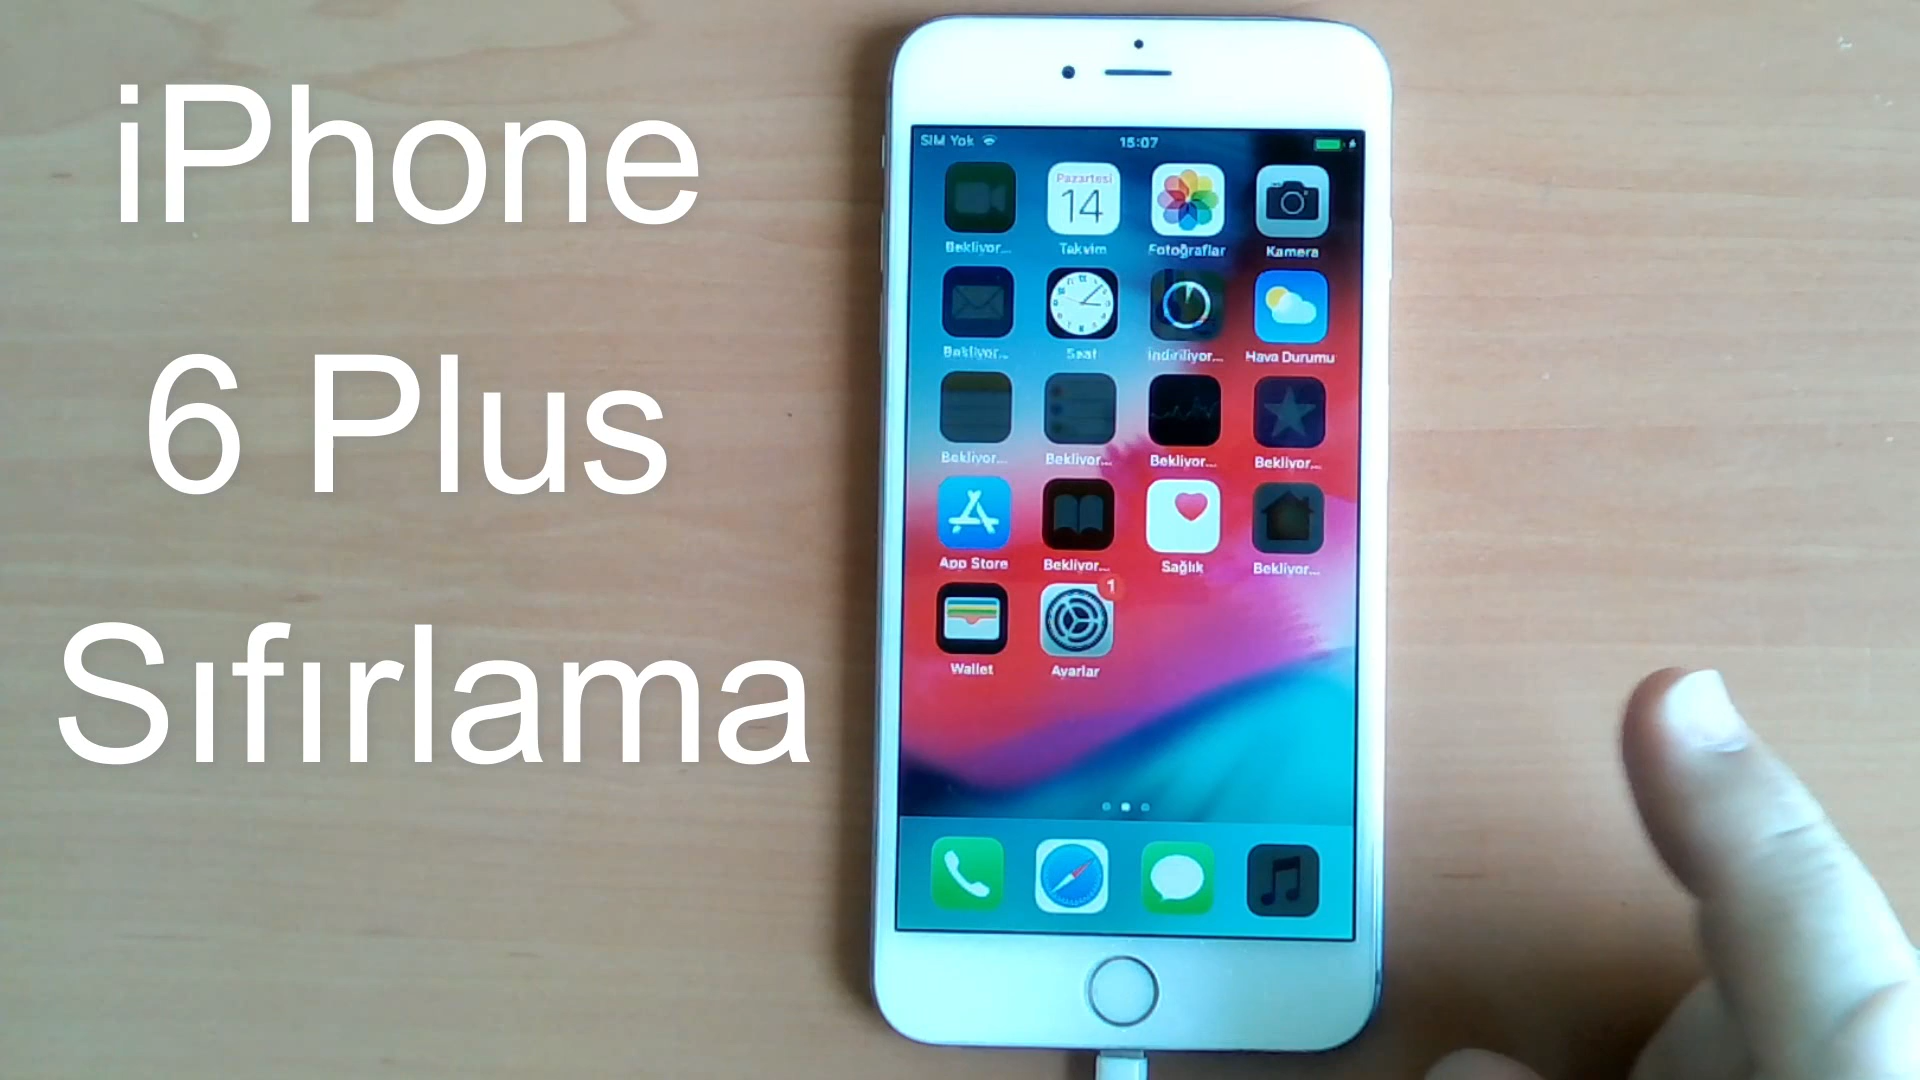 iPhone
6 Plus
Sıfırlama
SIM Yok
15:07
Pazartesi
14
Bekliyor...
Takvim
Fotoğraflar
Kamera
Bekliyor...
Saat
İndiriliyor...
Hava Durumu
Bekliyor...
Bekliyor...
Bekliyor...
Bekliyor...
App Store
Bekliyor...
Sağlık
Bekliyor...
1
Wallet
Ayarlar